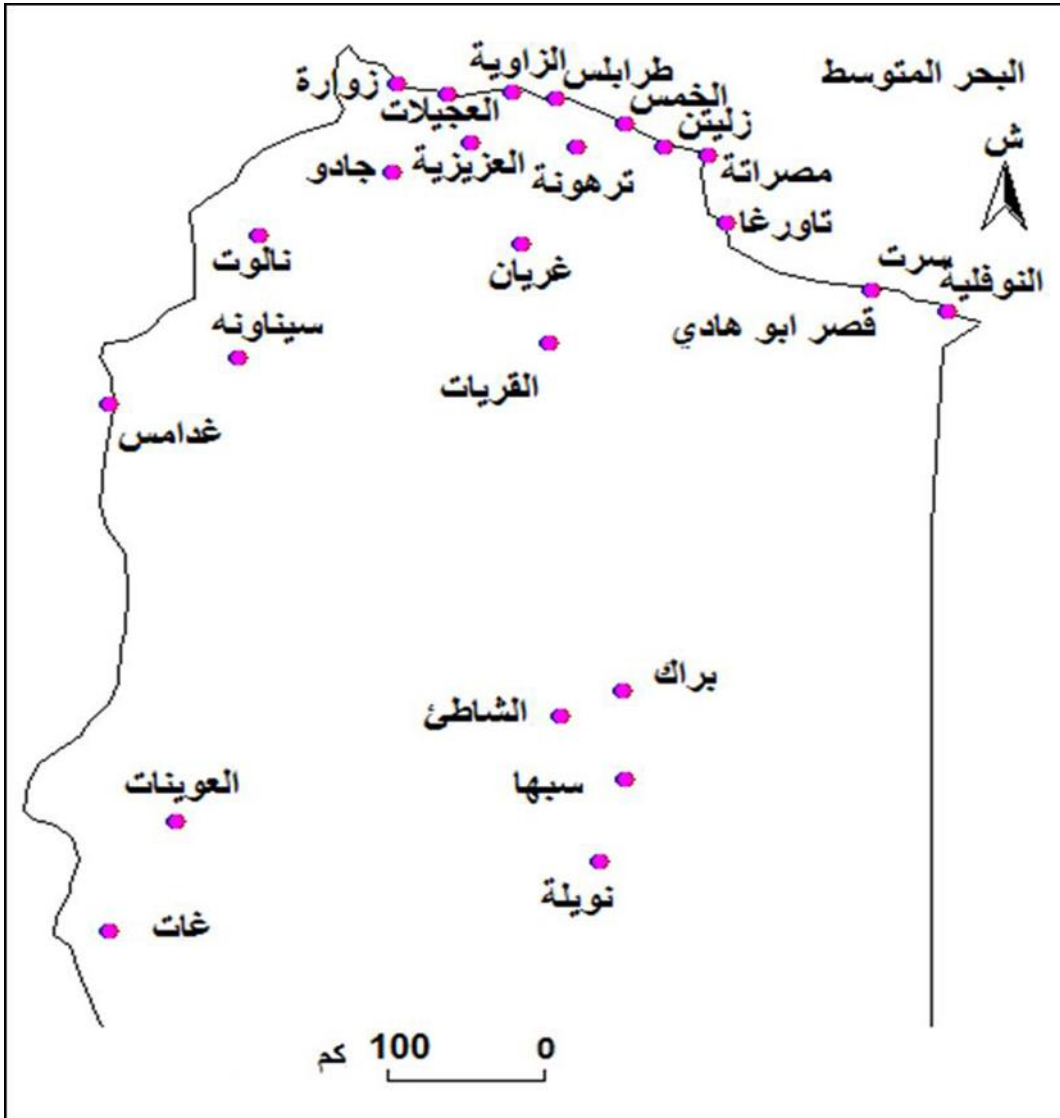 البحر المتوسط
ش
زوارة
العجيلات
الزاوية
طرابلس
الخمس
زليتن
مصراتة
جادو
العزيزية
ترهونة
تاورغا
نالوت
غريان
سرت
النوفلية
سيناونه
قصر ابو هادي
القريات
غدامس
براك
الشاطئ
سبها
العوينات
نويلة
غات
كم 100 0